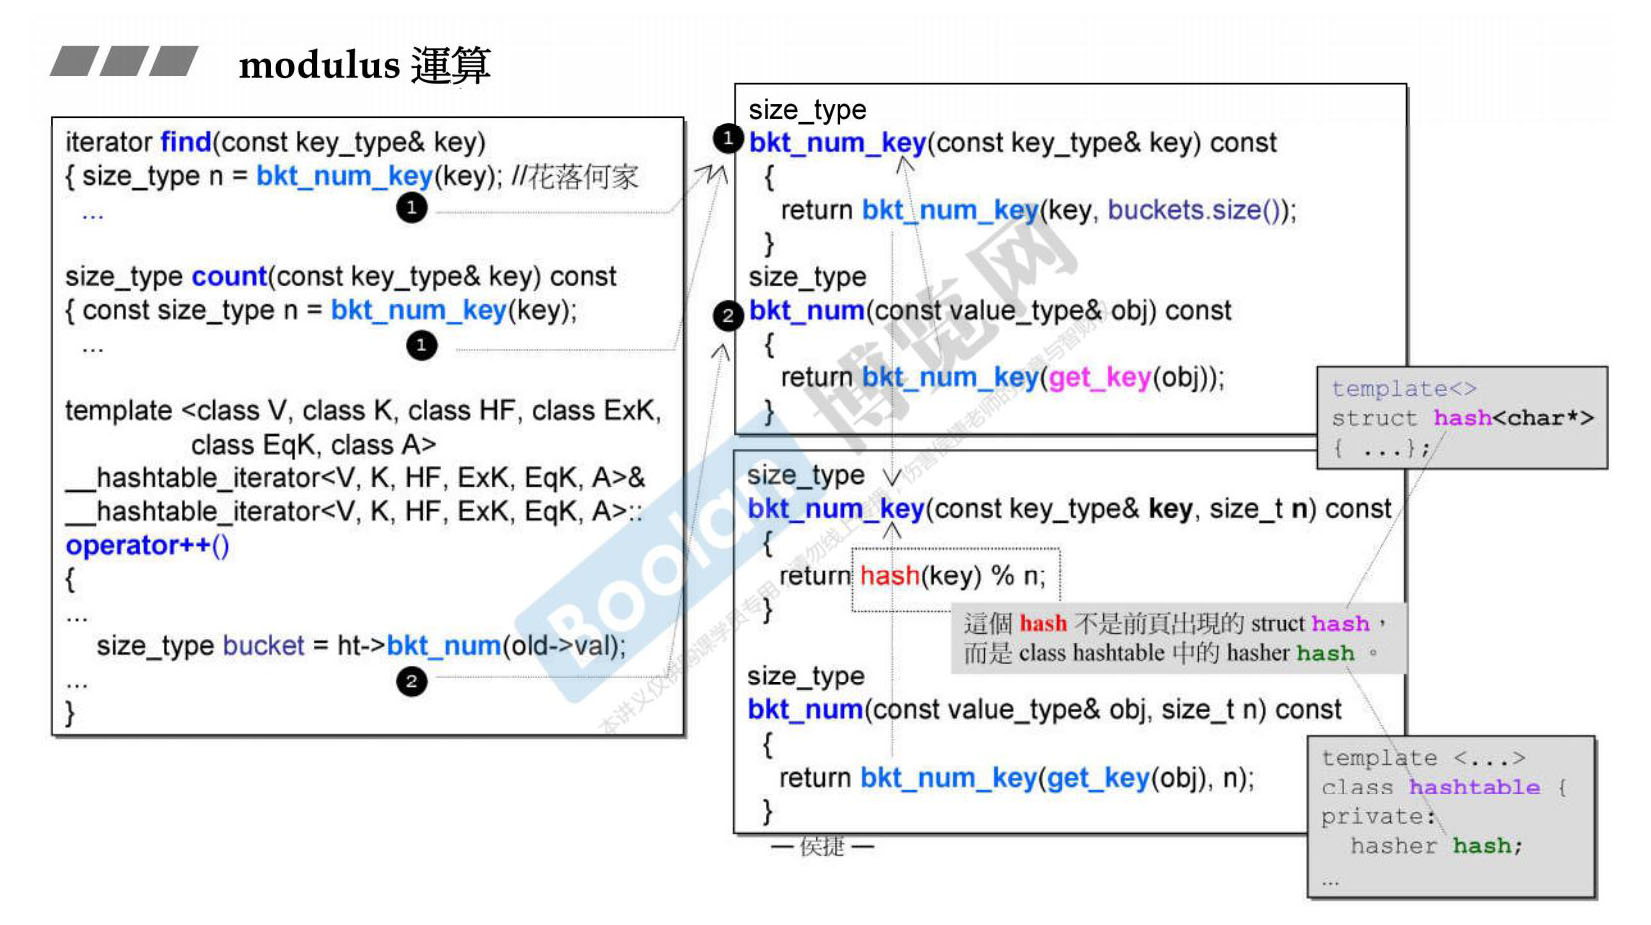 modulus 運算
iterator find(const key_type& key)
{ size_type n = bkt_num_key(key); //花落何家
...
1
size_type count(const key_type& key) const
{ const size_type n = bkt_num_key(key);
...
1
template <class V, class K, class HF, class ExK,
class EqK, class A>
__hashtable_iterator<V, K, HF, ExK, EqK, A>&
__hashtable_iterator<V, K, HF, ExK, EqK, A>::
operator++()
{
...
size_type bucket = ht->bkt_num(old->val);
...
2
}
size_type
1
bkt_num_key(const key_type& key) const
{
return bkt_num_key(key, buckets.size());
}
size_type
2
bkt_num(const value_type& obj) const
{
return bkt_num_key(get_key(obj));
}
size_type
bkt_num_key(const key_type& key, size_t n) const
{
return hash(key) % n;
}
size_type
bkt_num(const value_type& obj, size_t n) const
{
return bkt_num_key(get_key(obj), n);
}
template<>
struct hash<char*>
{ ...};
這個 hash 不是前頁出現的 struct hash，
而是 class hashtable 中的 hasher hash 。
template <...>
class hashtable {
private:
hasher hash;
...
— 侯捷 —
Boolan 博览网